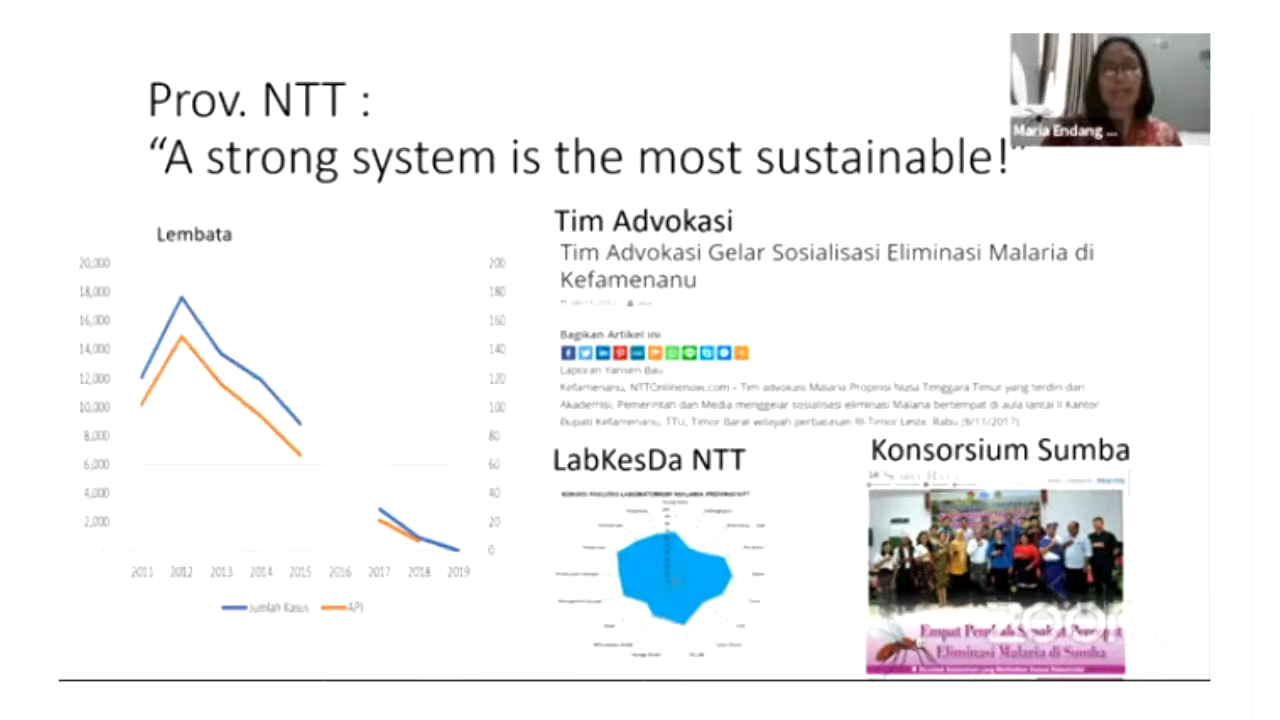 Maria Endang ...
Prov. NTT :
“A strong system is the most sustainable!”
Lembata
20,000
18,000
16,000
14,000
12,000
10,000
8,000
6,000
4,000
2,000
-
200
180
160
140
120
100
80
60
40
20
0
2011 2012 2013 2014 2015 2016 2017 2018 2019
Jumlah Kasus API
Tim Advokasi
Tim Advokasi Gelar Sosialisasi Eliminasi Malaria di
Kefamenanu
Bagikan Artikel ini
Laporan Yansen Bau
Kefamenanu, NTTOnlinenow.com – Tim advokasi Malaria Propinsi Nusa Tenggara Timur yang terdiri dari
Akademisi, Pemerintah dan Media menggelar sosialisasi eliminasi Malaria bertempat di aula lantai II Kantor
Bupati Kefamenanu, TTU, Timor Barat wilayah perbatasan RI-Timor Leste. Rabu (8/11/2017).
LabKesDa NTT
Konsorsium Sumba
zoom
Empat
Eliminasi Malaria di Sumba